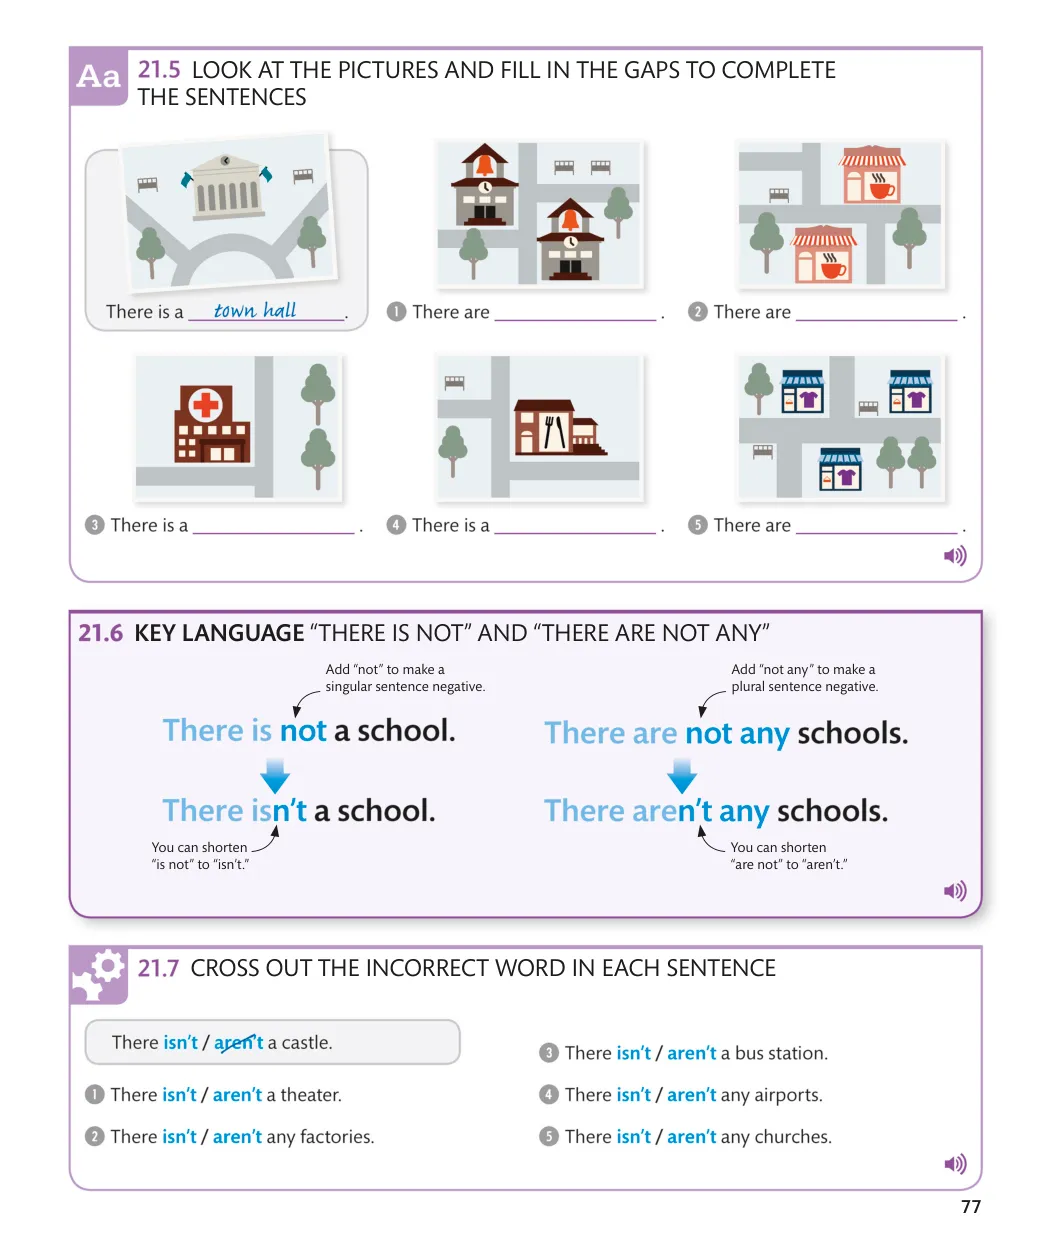 Aa
21.5 LOOK AT THE PICTURES AND FILL IN THE GAPS TO COMPLETE
THE SENTENCES
There is a town hall.
1 There are ________________ .
2 There are ________________ .
3 There is a ________________ .
4 There is a ________________ .
5 There are ________________ .
21.6 KEY LANGUAGE “THERE IS NOT” AND “THERE ARE NOT ANY”
Add “not” to make a
singular sentence negative.
There is not a school.
There isn’t a school.
You can shorten
“is not” to “isn’t.”
Add “not any” to make a
plural sentence negative.
There are not any schools.
There aren’t any schools.
You can shorten
“are not” to “aren’t.”
21.7 CROSS OUT THE INCORRECT WORD IN EACH SENTENCE
There isn’t / aren’t a castle.
1 There isn’t / aren’t a theater.
2 There isn’t / aren’t any factories.
3 There isn’t / aren’t a bus station.
4 There isn’t / aren’t any airports.
5 There isn’t / aren’t any churches.
77